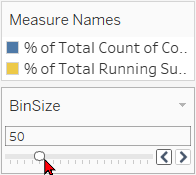 Measure Names
% of Total Count of Co..
% of Total Running Su..
BinSize
50